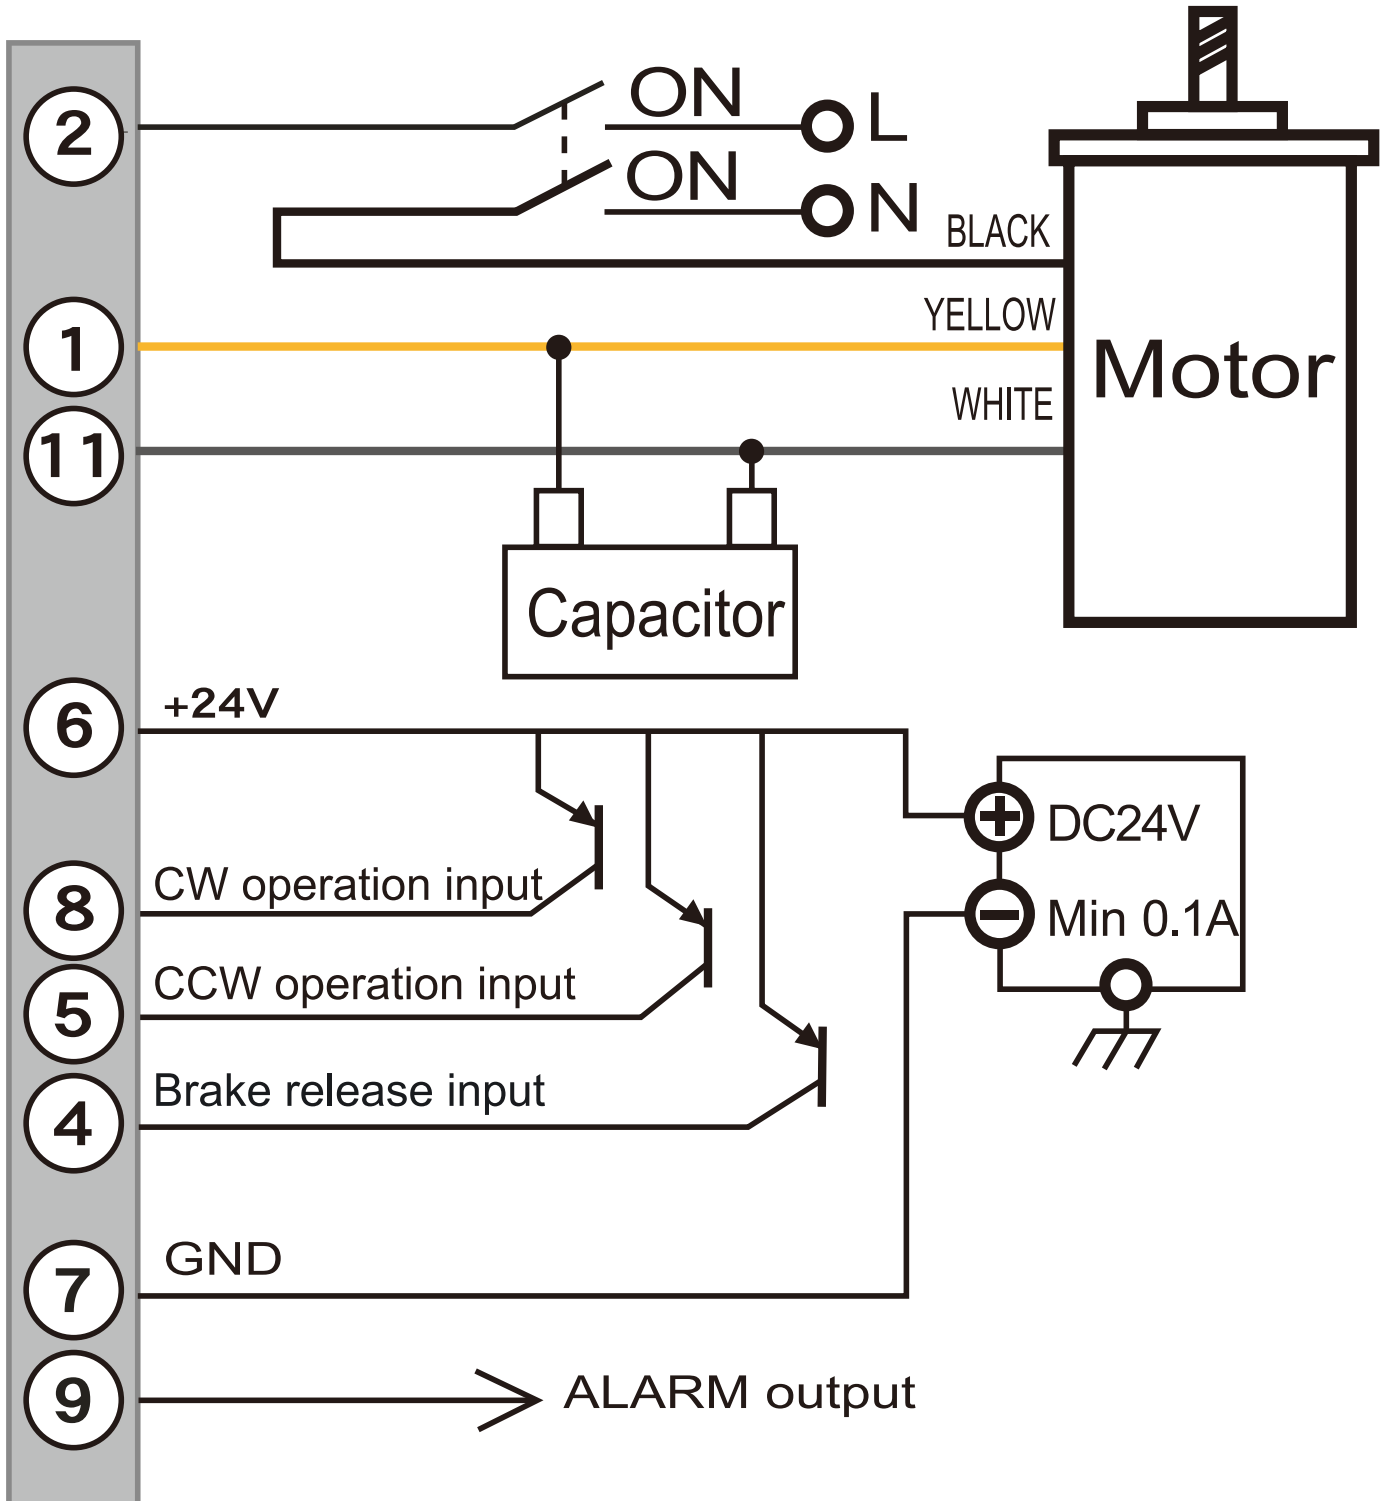 2
ON
L
ON
N
BLACK
1
YELLOW
Motor
11
WHITE
Capacitor
6
+24V
DC24V
8
CW operation input
Min 0.1A
5
CCW operation input
4
Brake release input
7
GND
9
ALARM output